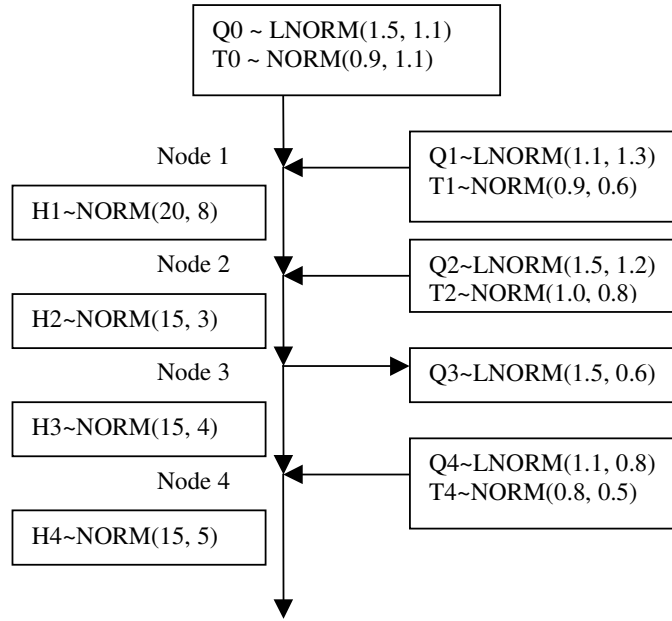 Q0 ~ LNORM(1.5, 1.1)
T0 ~ NORM(0.9, 1.1)
Node 1
Q1~LNORM(1.1, 1.3)
T1~NORM(0.9, 0.6)
H1~NORM(20, 8)
Node 2
Q2~LNORM(1.5, 1.2)
T2~NORM(1.0, 0.8)
H2~NORM(15, 3)
Node 3
Q3~LNORM(1.5, 0.6)
H3~NORM(15, 4)
Node 4
Q4~LNORM(1.1, 0.8)
T4~NORM(0.8, 0.5)
H4~NORM(15, 5)